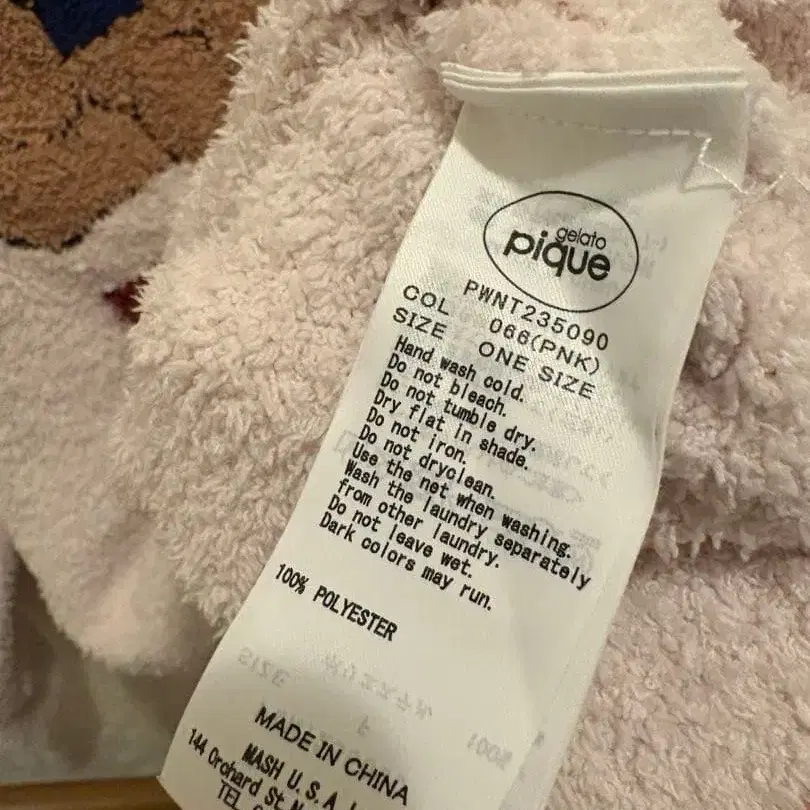 gelato
pique
PWNT235090
COL 066(PNK)
SIZE ONE SIZE
Hand wash cold.
Do not bleach.
Do not tumble dry.
Dry flat in shade.
Do not iron.
Do not dryclean.
Use the net when washing.
Wash the laundry separately
from other laundry.
Do not leave wet.
Dark colors may run.
100% POLYESTER
MADE IN CHINA
MASH U.S.A.
144 Orchard St.
TEL